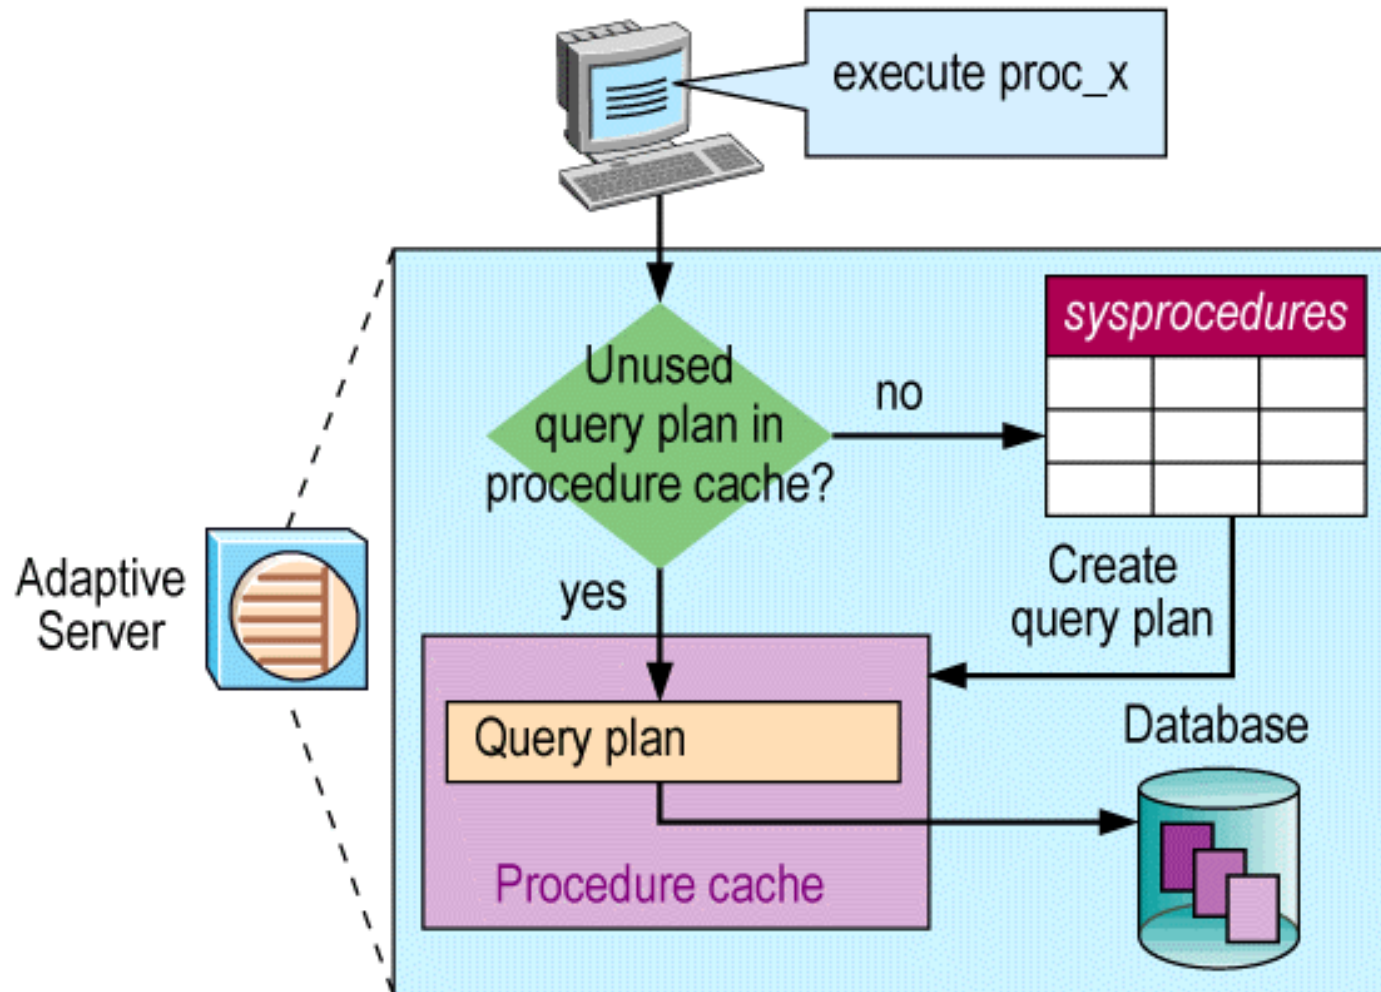 execute proc_x
sysprocedures
Unused
query plan in
procedure cache?
no
yes
Create
query plan
Adaptive
Server
Query plan
Database
Procedure cache